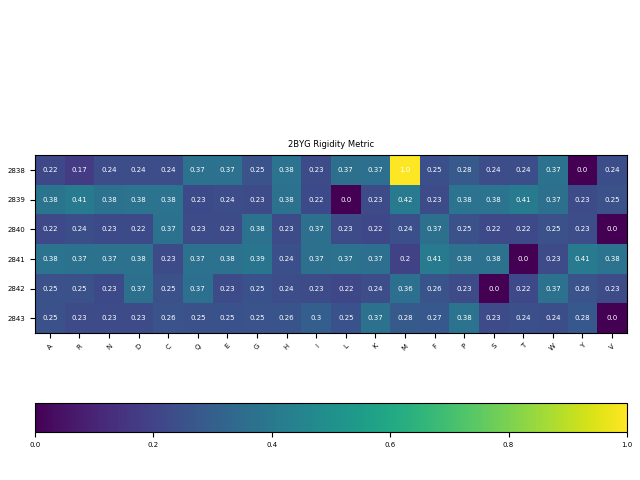 2BYG Rigidity Metric
2838 0.22 0.17 0.24 0.24 0.24 0.37 0.37 0.25 0.38 0.23 0.37 0.37 1.0 0.25 0.28 0.24 0.24 0.37 0.0 0.24
2839 0.38 0.41 0.38 0.38 0.38 0.23 0.24 0.23 0.38 0.22 0.0 0.23 0.42 0.23 0.38 0.38 0.41 0.37 0.23 0.25
2840 0.22 0.24 0.23 0.22 0.37 0.23 0.23 0.38 0.23 0.37 0.23 0.22 0.24 0.37 0.25 0.22 0.22 0.25 0.23 0.0
2841 0.38 0.37 0.37 0.38 0.23 0.37 0.38 0.39 0.24 0.37 0.37 0.37 0.2 0.41 0.38 0.38 0.0 0.23 0.41 0.38
2842 0.25 0.25 0.23 0.37 0.25 0.37 0.23 0.25 0.24 0.23 0.22 0.24 0.36 0.26 0.23 0.0 0.22 0.37 0.26 0.23
2843 0.25 0.23 0.23 0.23 0.26 0.25 0.25 0.25 0.26 0.3 0.25 0.37 0.28 0.27 0.38 0.23 0.24 0.24 0.28 0.0
A R N D C Q E G H I L K M F P S T W Y V
0.0 0.2 0.4 0.6 0.8 1.0